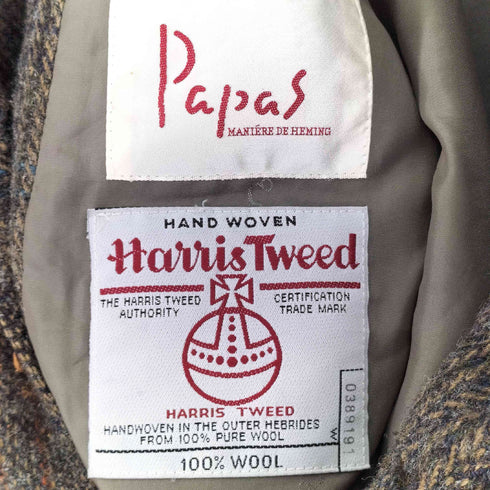 Papas
MANIÈRE DE HEMING
HAND WOVEN
Harris Tweed
THE HARRIS TWEED
AUTHORITY
CERTIFICATION
TRADE MARK
HARRIS TWEED
HANDWOVEN IN THE OUTER HEBRIDES
FROM 100% PURE WOOL
100% WOOL
0389191
W